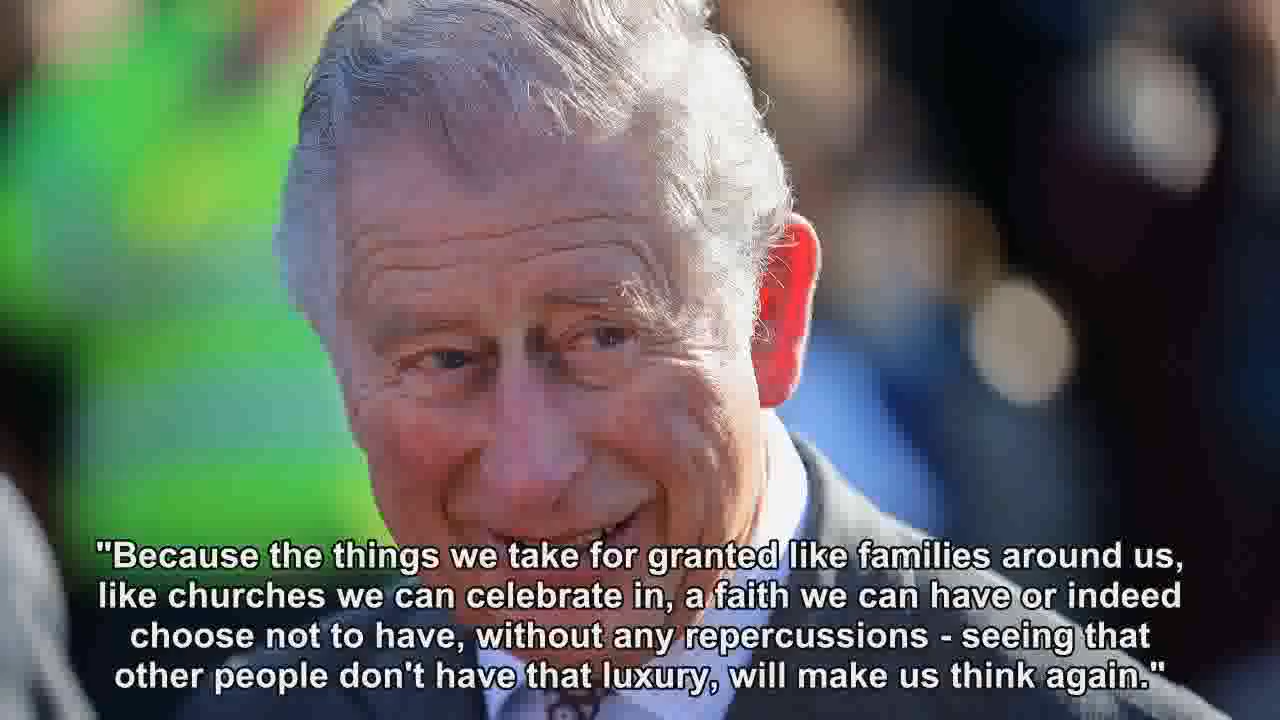 "Because the things we take for granted like families around us,
like churches we can celebrate in, a faith we can have or indeed
choose not to have, without any repercussions - seeing that
other people don't have that luxury, will make us think again."